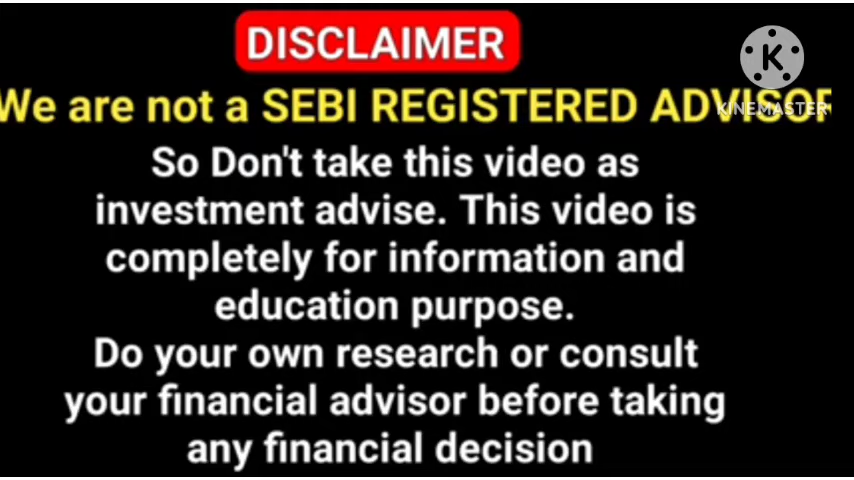 DISCLAIMER
We are not a SEBI REGISTERED ADVISOR
KINEMASTER
So Don't take this video as
investment advise. This video is
completely for information and
education purpose.
Do your own research or consult
your financial advisor before taking
any financial decision